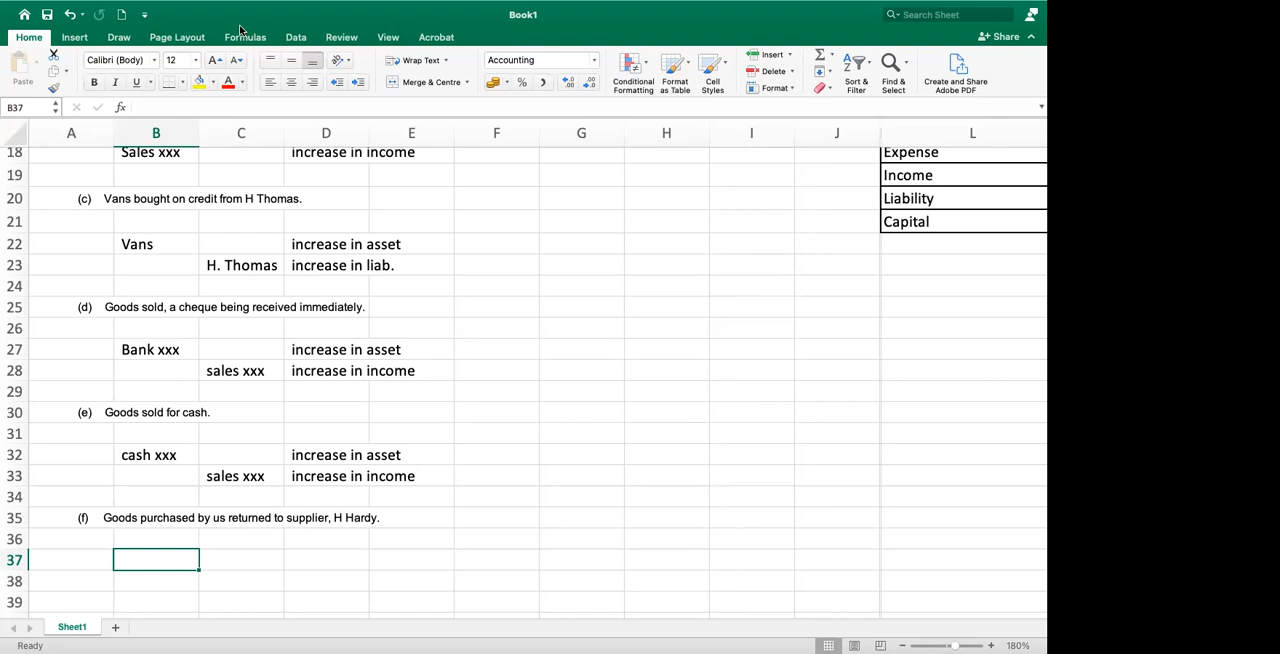 Book1
Search Sheet
Home Insert Draw Page Layout Formulas Data Review View Acrobat
Share
Paste
Calibri (Body) 12
Wrap Text
Accounting
Insert
B I U A
Merge & Centre
% )
Conditional Formatting
Format as Table
Cell Styles
Delete
Format
Sort & Filter
Find & Select
Create and Share Adobe PDF
B37 fx
A B C D E F G H I J L
18 Sales xxx increase in income Expense
19 Income
20 (c) Vans bought on credit from H Thomas. Liability
21 Capital
22 Vans increase in asset
23 H. Thomas increase in liab.
24
25 (d) Goods sold, a cheque being received immediately.
26
27 Bank xxx increase in asset
28 sales xxx increase in income
29
30 (e) Goods sold for cash.
31
32 cash xxx increase in asset
33 sales xxx increase in income
34
35 (f) Goods purchased by us returned to supplier, H Hardy.
36
37
38
39
Sheet1 +
Ready
180%